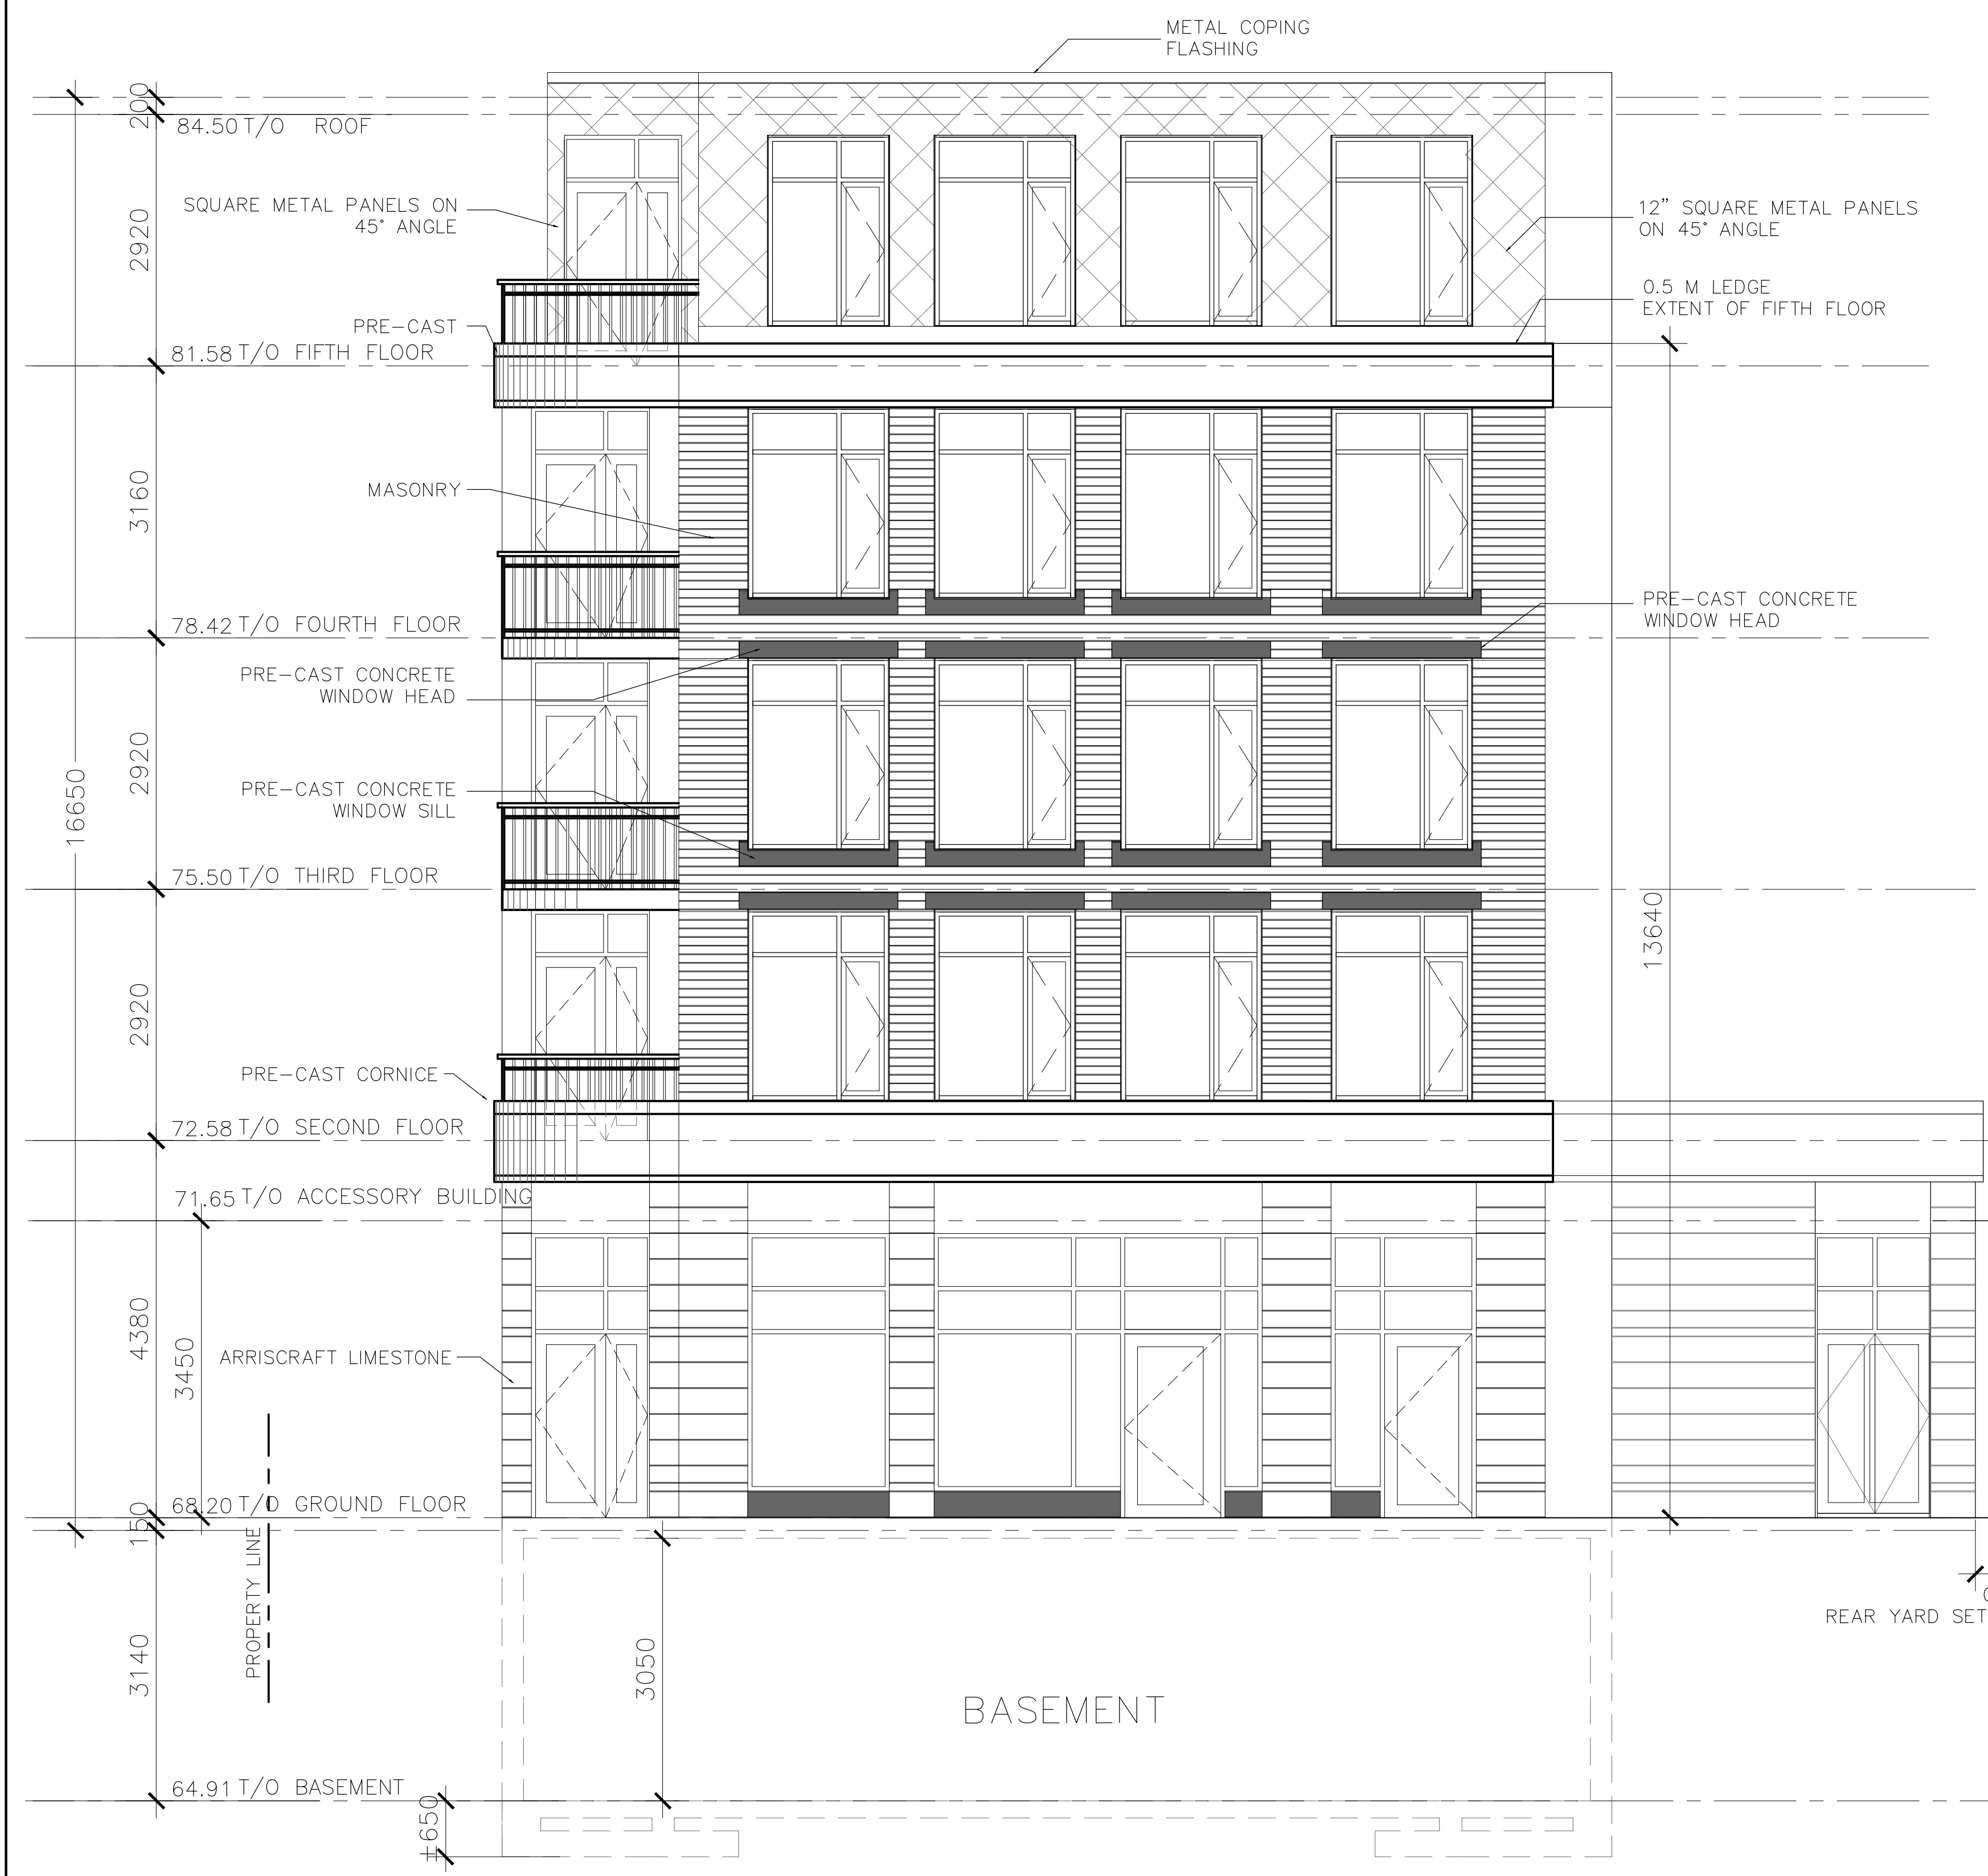 METAL COPING
FLASHING
200
84.50 T/O ROOF
SQUARE METAL PANELS ON
45° ANGLE
2920
12” SQUARE METAL PANELS
ON 45° ANGLE
0.5 M LEDGE
EXTENT OF FIFTH FLOOR
PRE-CAST
81.58 T/O FIFTH FLOOR
3160
MASONRY
PRE-CAST CONCRETE
WINDOW HEAD
78.42 T/O FOURTH FLOOR
PRE-CAST CONCRETE
WINDOW HEAD
2920
16650
PRE-CAST CONCRETE
WINDOW SILL
75.50 T/O THIRD FLOOR
13640
2920
PRE-CAST CORNICE
72.58 T/O SECOND FLOOR
71.65 T/O ACCESSORY BUILDING
4380
3450
ARRISCRAFT LIMESTONE
68.20 T/O GROUND FLOOR
150
PROPERTY LINE
REAR YARD SET
3140
3050
BASEMENT
64.91 T/O BASEMENT
±650